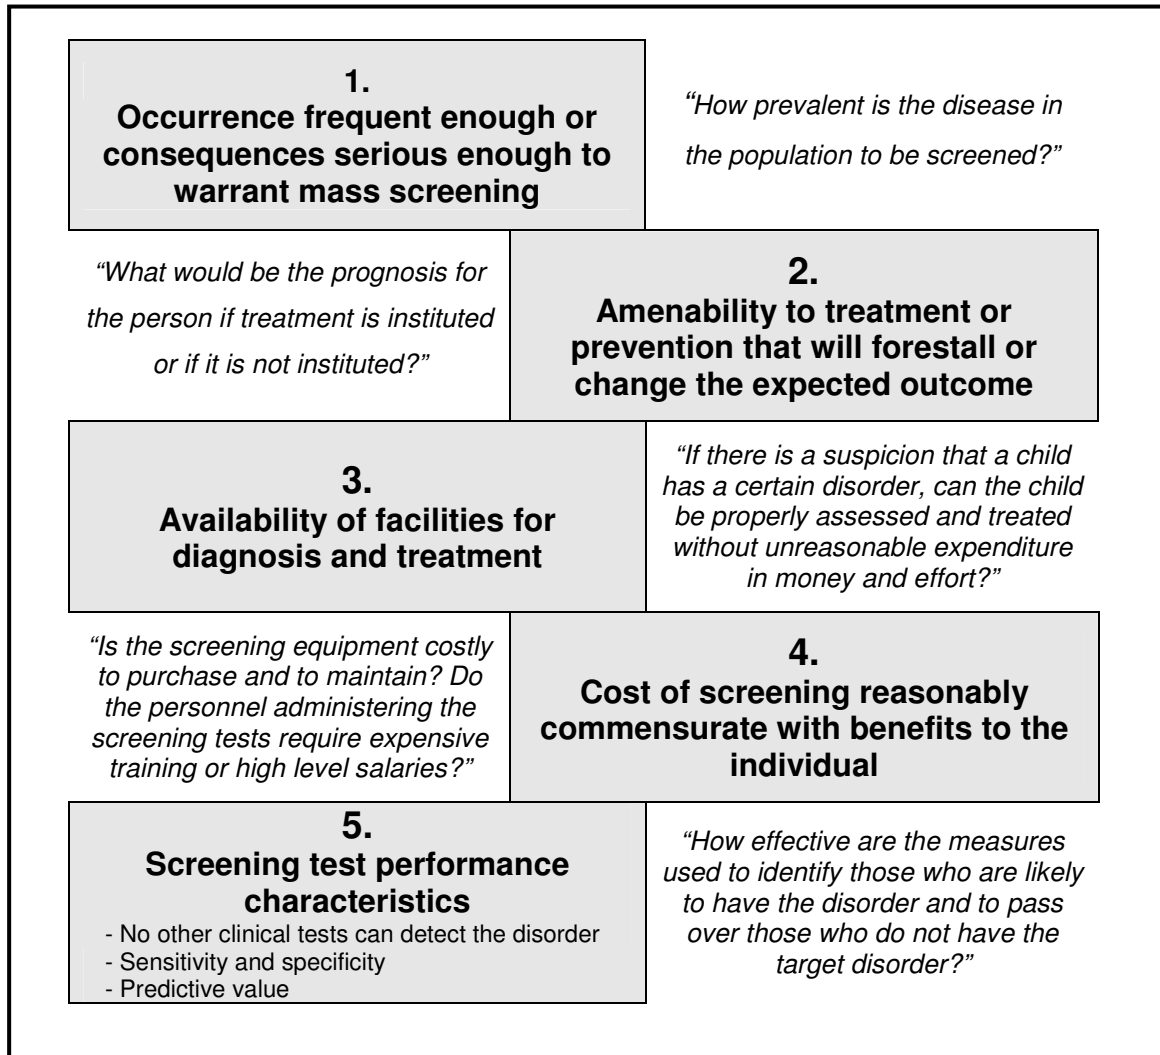 1.
Occurrence frequent enough or
consequences serious enough to
warrant mass screening
“How prevalent is the disease in
the population to be screened?”
“What would be the prognosis for
the person if treatment is instituted
or if it is not instituted?”
2.
Amenability to treatment or
prevention that will forestall or
change the expected outcome
3.
Availability of facilities for
diagnosis and treatment
“If there is a suspicion that a child
has a certain disorder, can the child
be properly assessed and treated
without unreasonable expenditure
in money and effort?”
“Is the screening equipment costly
to purchase and to maintain? Do
the personnel administering the
screening tests require expensive
training or high level salaries?”
4.
Cost of screening reasonably
commensurate with benefits to the
individual
5.
Screening test performance
characteristics
- No other clinical tests can detect the disorder
- Sensitivity and specificity
- Predictive value
“How effective are the measures
used to identify those who are likely
to have the disorder and to pass
over those who do not have the
target disorder?”